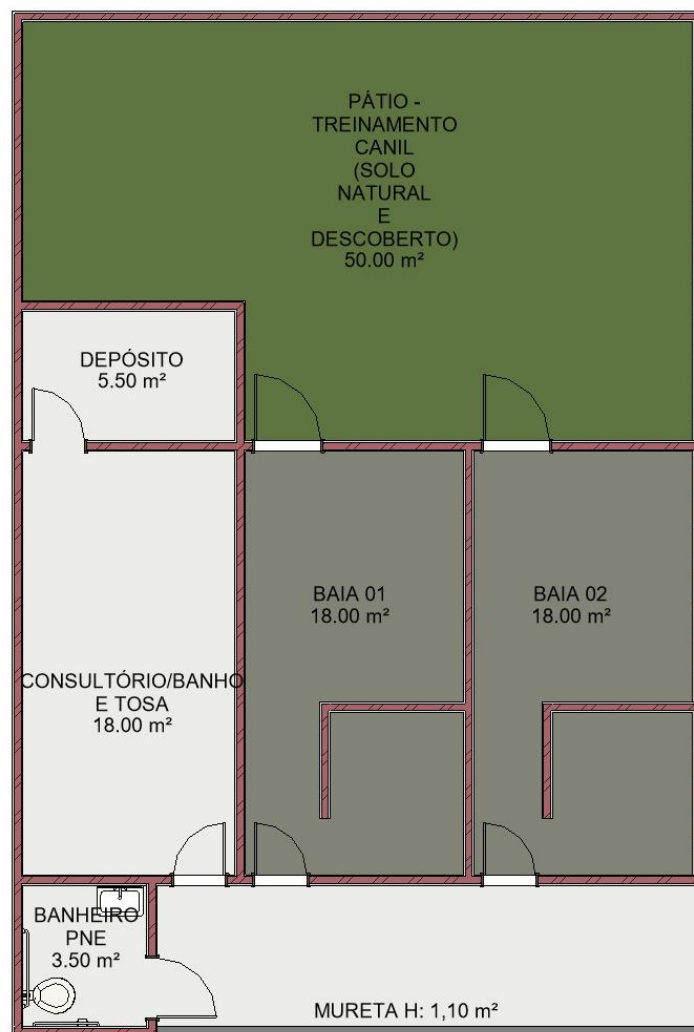 PÁTIO -
TREINAMENTO
CANIL
(SOLO
NATURAL
E
DESCOBERTO)
50.00 m²
DEPÓSITO
5.50 m²
BAIA 01
18.00 m²
BAIA 02
18.00 m²
CONSULTÓRIO/BANHO
E TOSA
18.00 m²
BANHEIRO
PNE
3.50 m²
MURETA H: 1,10 m²